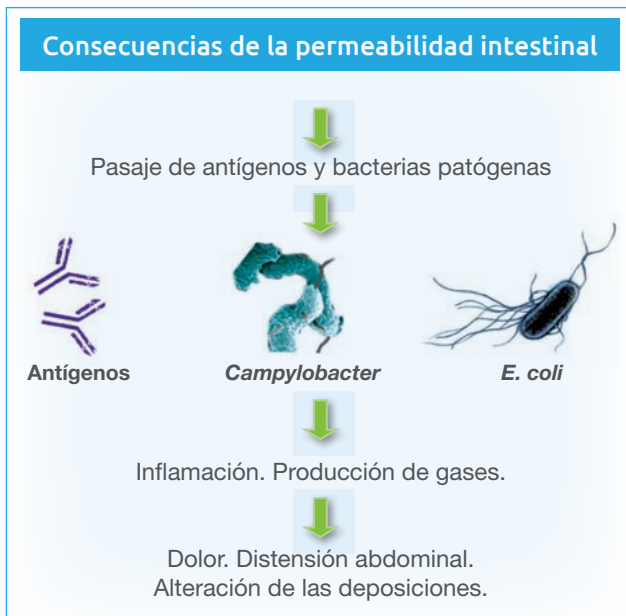 Consecuencias de la permeabilidad intestinal
Pasaje de antígenos y bacterias patógenas
Antígenos
Campylobacter
E. coli
Inflamación. Producción de gases.
Dolor. Distensión abdominal.
Alteración de las deposiciones.